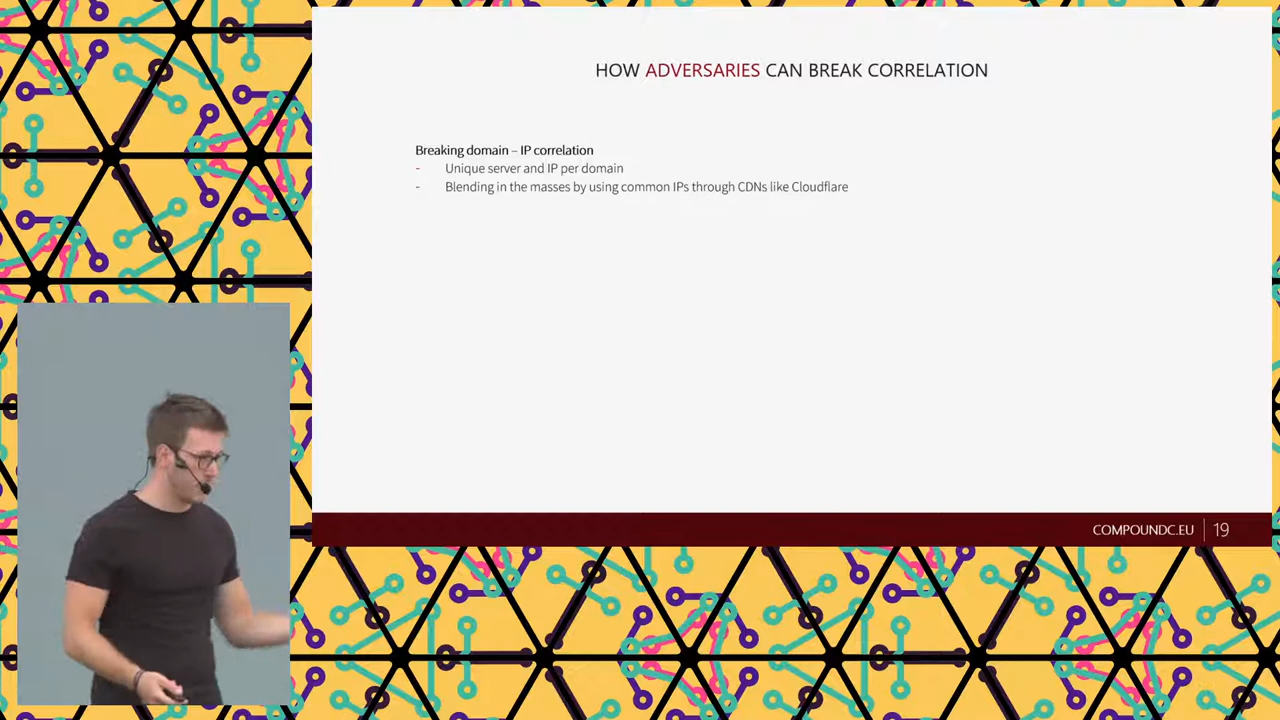 HOW ADVERSARIES CAN BREAK CORRELATION
Breaking domain – IP correlation
- Unique server and IP per domain
- Blending in the masses by using common IPs through CDNs like Cloudflare
COMPOUNDC.EU | 19